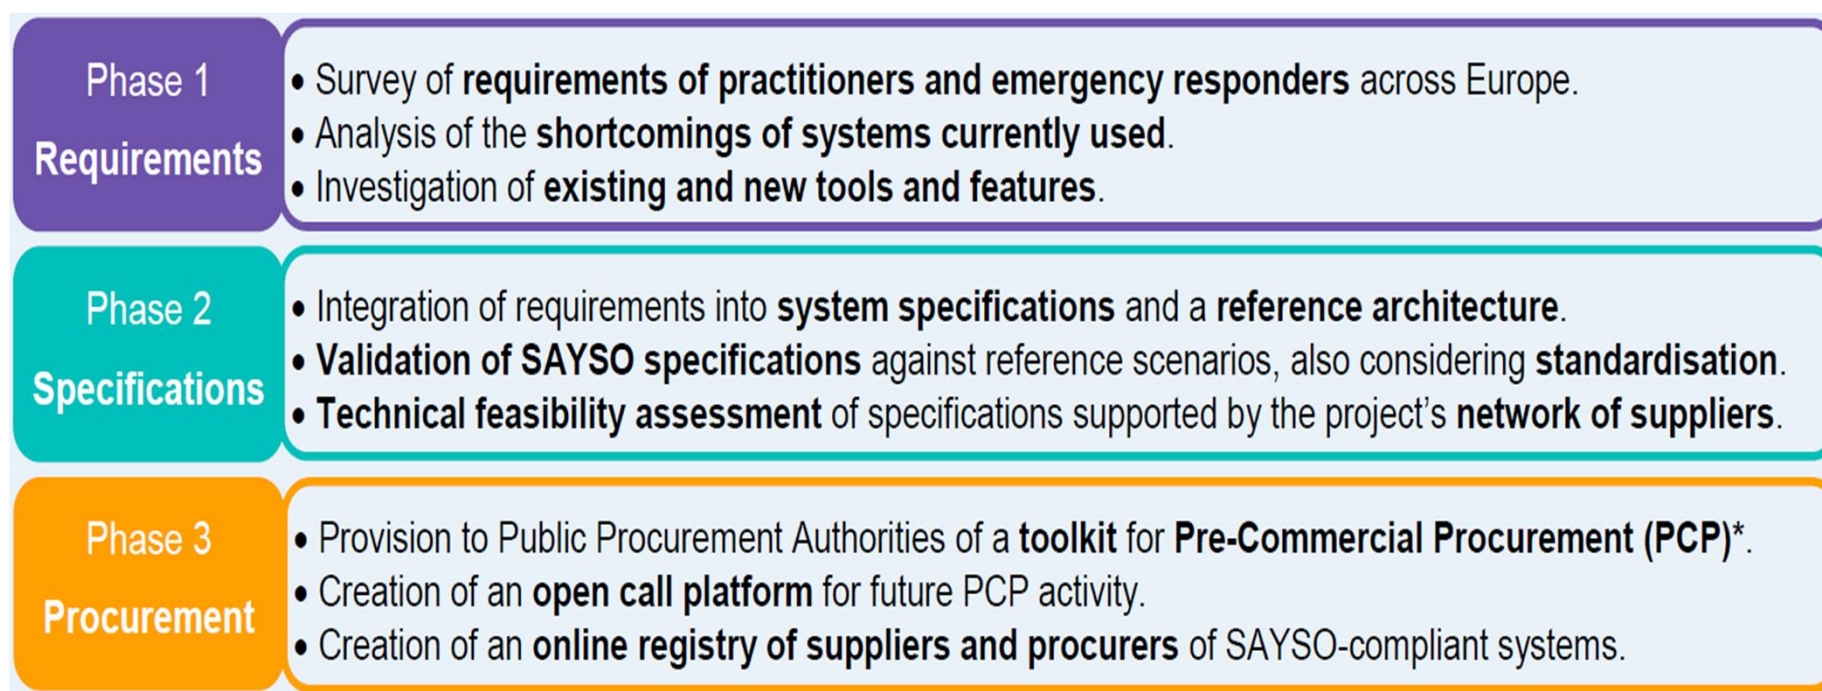 Phase 1
Requirements
• Survey of requirements of practitioners and emergency responders across Europe.
• Analysis of the shortcomings of systems currently used.
• Investigation of existing and new tools and features.
Phase 2
Specifications
• Integration of requirements into system specifications and a reference architecture.
• Validation of SAYSO specifications against reference scenarios, also considering standardisation.
• Technical feasibility assessment of specifications supported by the project's network of suppliers.
Phase 3
Procurement
• Provision to Public Procurement Authorities of a toolkit for Pre-Commercial Procurement (PCP)*.
• Creation of an open call platform for future PCP activity.
• Creation of an online registry of suppliers and procurers of SAYSO-compliant systems.